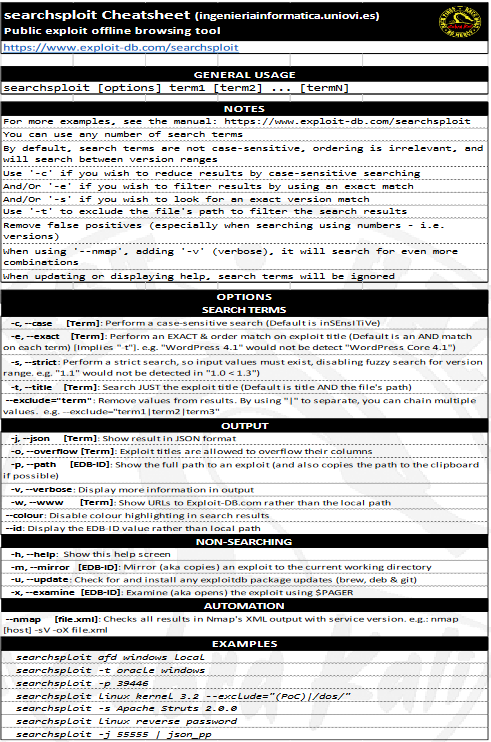 searchsploit Cheatsheet (ingenieriainformatica.uniovi.es)
Public exploit offline browsing tool
https://www.exploit-db.com/searchsploit
GENERAL USAGE
searchsploit [options] term1 [term2] ... [termN]
NOTES
For more examples, see the manual: https://www.exploit-db.com/searchsploit
You can use any number of search terms
By default, search terms are not case-sensitive, ordering is irrelevant, and
will search between version ranges
Use '-c' if you wish to reduce results by case-sensitive searching
And/Or '-e' if you wish to filter results by using an exact match
And/Or '-s' if you wish to look for an exact version match
Use '-t' to exclude the file's path to filter the search results
Remove false positives (especially when searching using numbers - i.e.
versions)
When using '--nmap', adding '-v' (verbose), it will search for even more
combinations
When updating or displaying help, search terms will be ignored
OPTIONS
SEARCH TERMS
-c, --case [Term]: Perform a case-sensitive search (Default is inSEnsITiVe)
-e, --exact [Term]: Perform an EXACT & order match on exploit title (Default is an AND match
on each term) [Implies "-t"]. e.g. "WordPress 4.1" would not be detect "WordPress Core 4.1")
-s, --strict: Perform a strict search, so input values must exist, disabling fuzzy search for version
range. e.g. "1.1" would not be detected in "1.0 < 1.3")
-t, --title [Term]: Search JUST the exploit title (Default is title AND the file's path)
--exclude="term": Remove values from results. By using "|" to separate, you can chain multiple
values. e.g. --exclude="term1|term2|term3"
OUTPUT
-j, --json [Term]: Show result in JSON format
-o, --overflow [Term]: Exploit titles are allowed to overflow their columns
-p, --path [EDB-ID]: Show the full path to an exploit (and also copies the path to the clipboard
if possible)
-v, --verbose: Display more information in output
-w, --www [Term]: Show URLs to Exploit-DB.com rather than the local path
--colour: Disable colour highlighting in search results
--id: Display the EDB-ID value rather than local path
NON-SEARCHING
-h, --help: Show this help screen
-m, --mirror [EDB-ID]: Mirror (aka copies) an exploit to the current working directory
-u, --update: Check for and install any exploitdb package updates (brew, deb & git)
-x, --examine [EDB-ID]: Examine (aka opens) the exploit using $PAGER
AUTOMATION
--nmap [file.xml]: Checks all results in Nmap's XML output with service version. e.g.: nmap
[host] -sV -oX file.xml
EXAMPLES
searchsploit afd windows local
searchsploit -t oracle windows
searchsploit -p 39446
searchsploit linux kernel 3.2 --exclude="(PoC)|/dos/"
searchsploit -s Apache Struts 2.0.0
searchsploit linux reverse password
searchsploit -j 55555 | json_pp